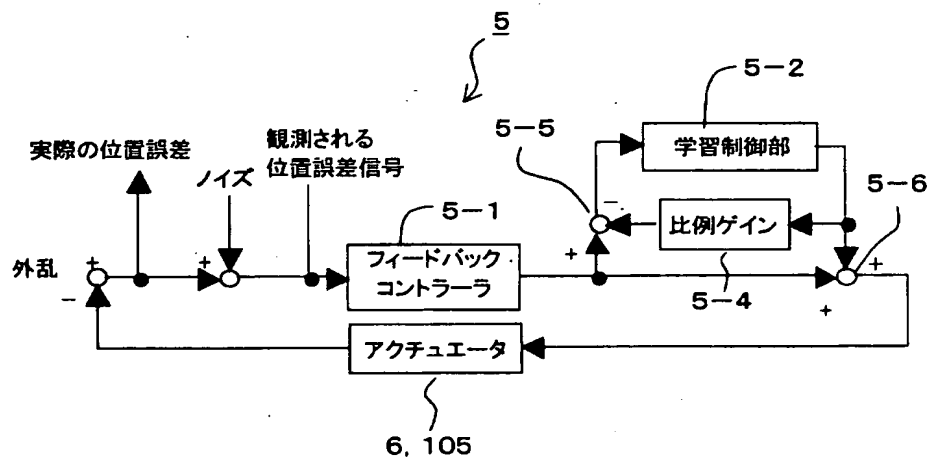 5
5-2
5-5
学習制御部
実際の位置誤差
観測される
位置誤差信号
ノイズ
5-6
5-1
-
比例ゲイン
外乱
+
+
フィードバック
コントラーラ
+
+
-
5-4
+
アクチュエータ
6, 105